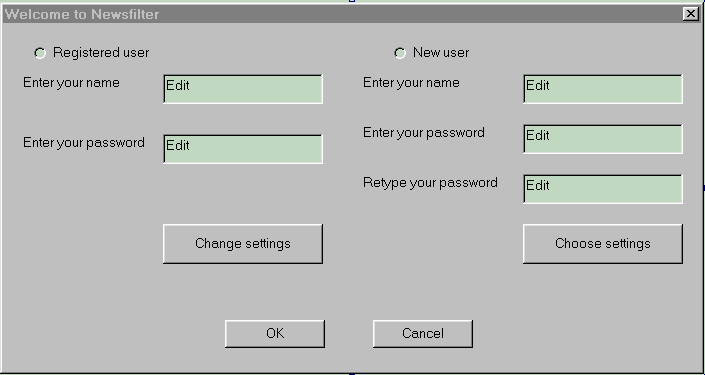 Welcome to Newsfilter
Registered user
New user
Enter your name
Edit
Enter your name
Edit
Enter your password
Edit
Enter your password
Edit
Retype your password
Edit
Change settings
Choose settings
OK
Cancel